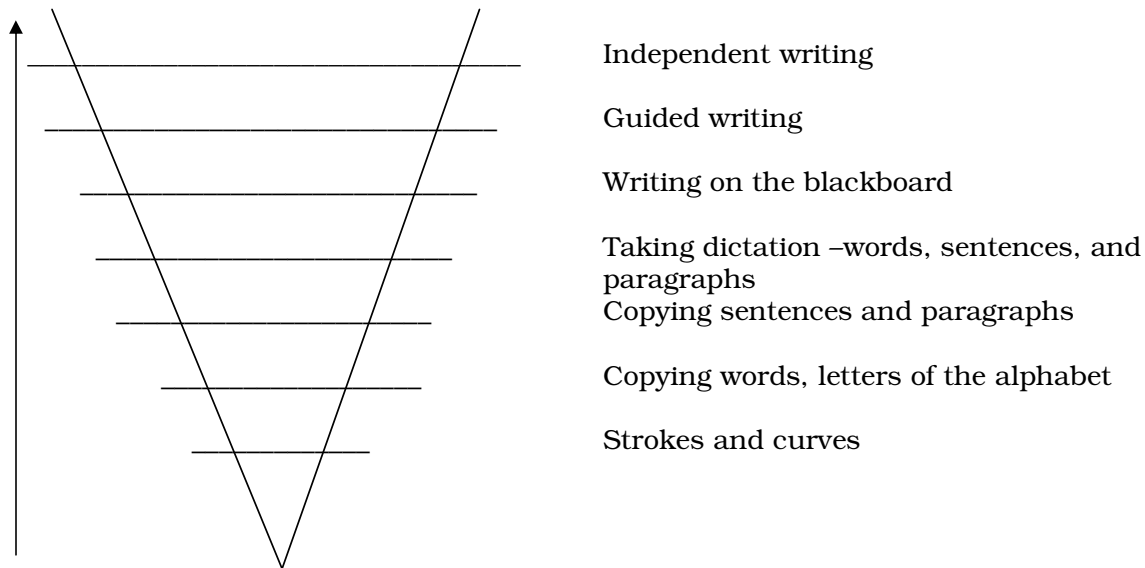 Independent writing
Guided writing
Writing on the blackboard
Taking dictation –words, sentences, and
paragraphs
Copying sentences and paragraphs
Copying words, letters of the alphabet
Strokes and curves